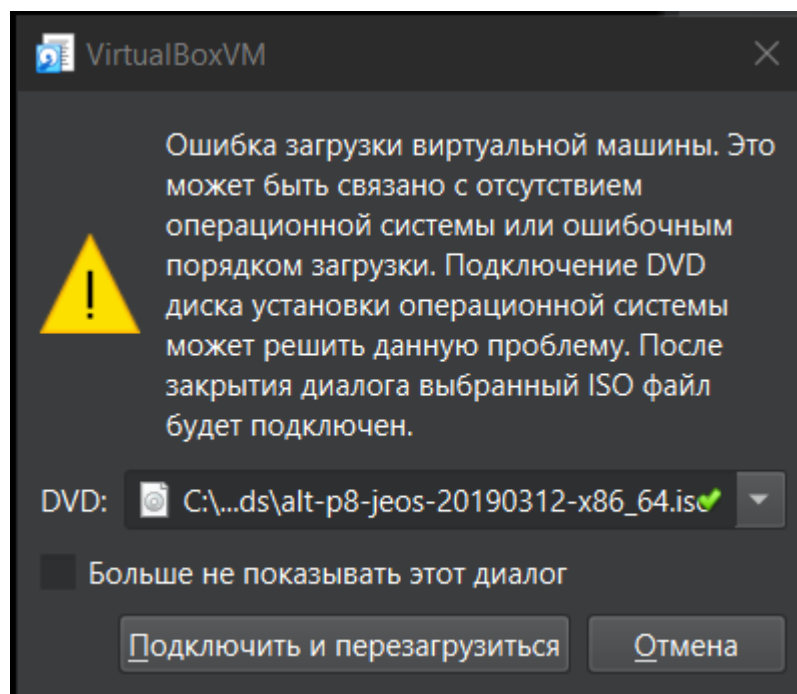 VirtualBoxVM
Ошибка загрузки виртуальной машины. Это
может быть связано с отсутствием
операционной системы или ошибочным
порядком загрузки. Подключение DVD
диска установки операционной системы
может решить данную проблему. После
закрытия диалога выбранный ISO файл
будет подключен.
DVD: C:\...ds\alt-p8-jeos-20190312-x86_64.iso
Больше не показывать этот диалог
Подключить и перезагрузиться Отмена